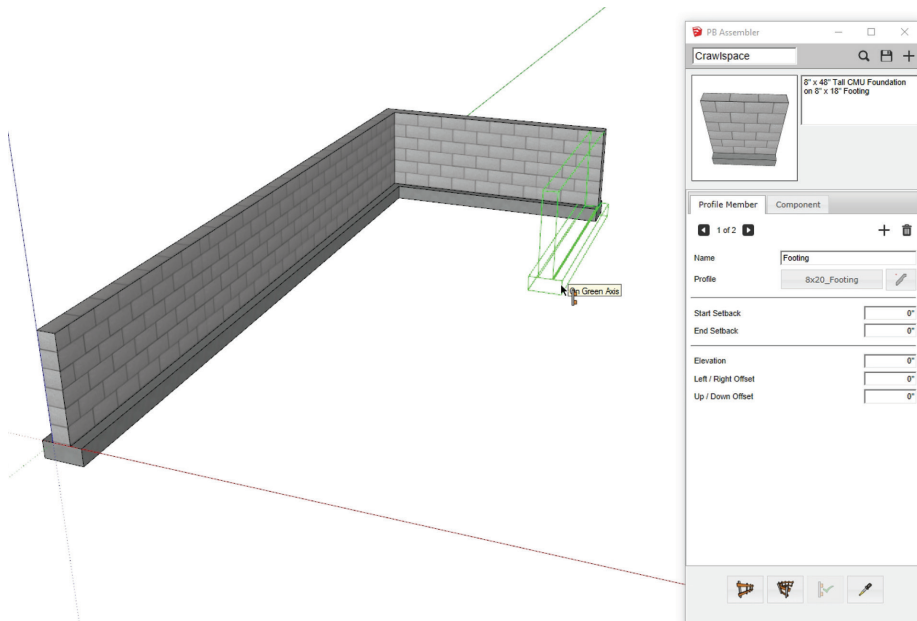 PB Assembler
Crawlspace
8" x 48" Tall CMU Foundation
on 8" x 18" Footing
Profile Member
Component
1 of 2
Name
Footing
Profile
8x20_Footing
Start Setback
0"
End Setback
0"
Elevation
0"
Left / Right Offset
0"
Up / Down Offset
0"
On Green Axis